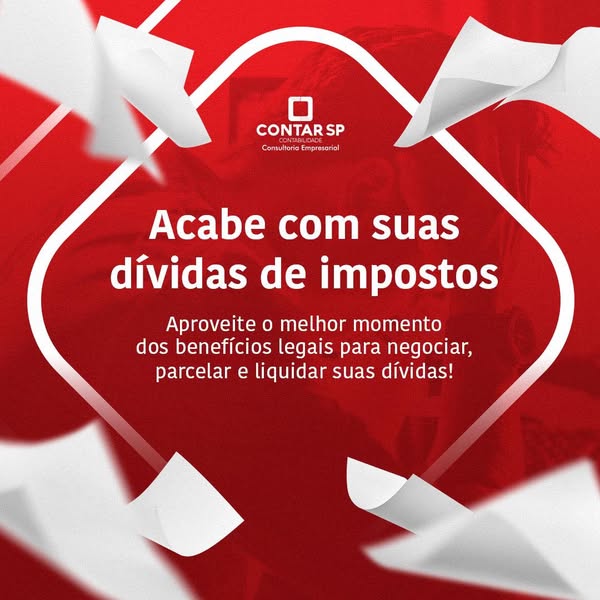 CONTAR SP
CONTABILIDADE
Consultoria Empresarial
Acabe com suas
dívidas de impostos
Aproveite o melhor momento
dos benefícios legais para negociar,
parcelar e liquidar suas dívidas!